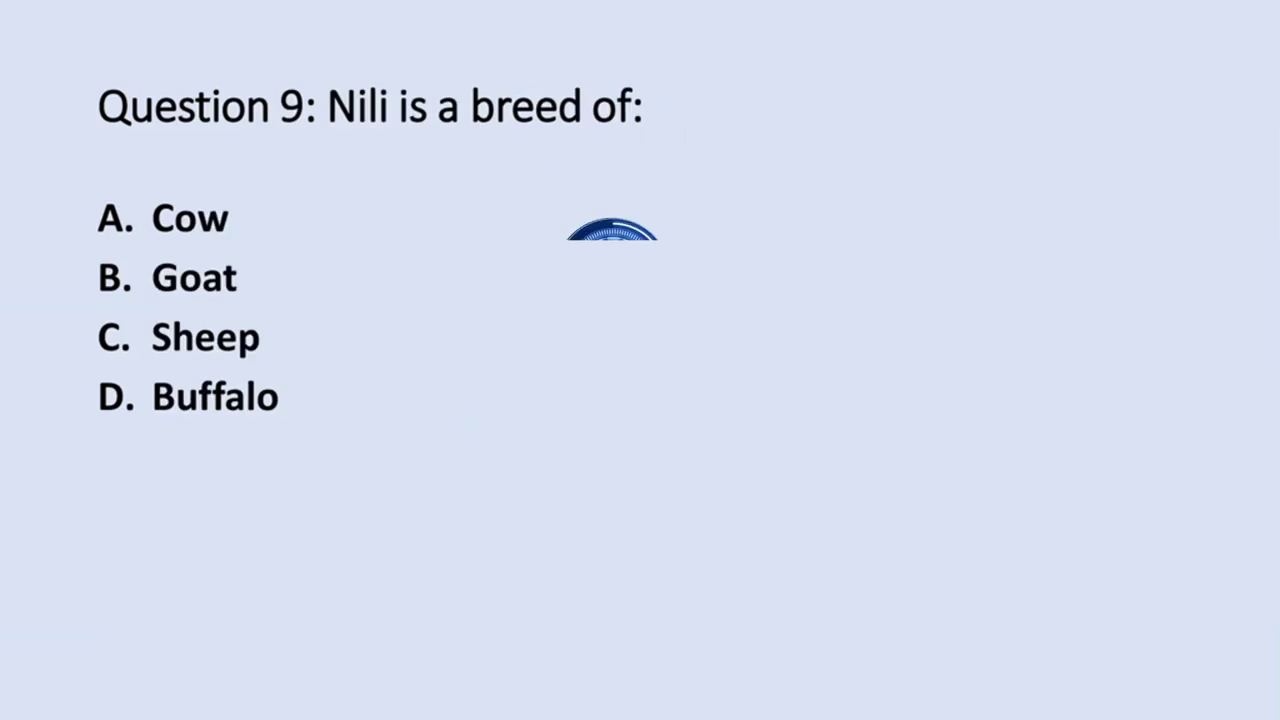 Question 9: Nili is a breed of:
A. Cow
B. Goat
C. Sheep
D. Buffalo